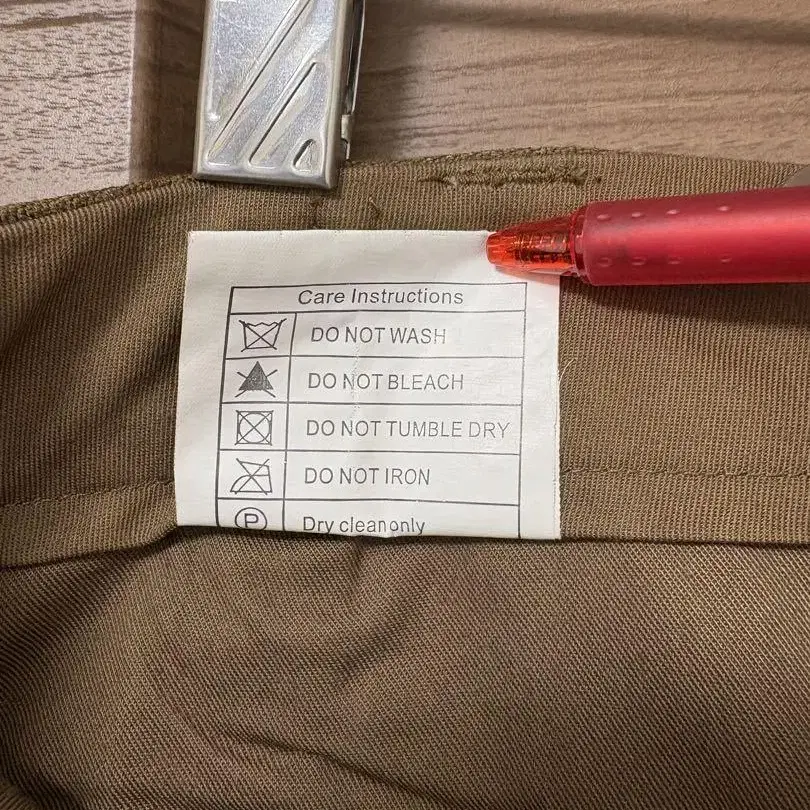 Care Instructions
DO NOT WASH
DO NOT BLEACH
DO NOT TUMBLE DRY
DO NOT IRON
P Dry clean only